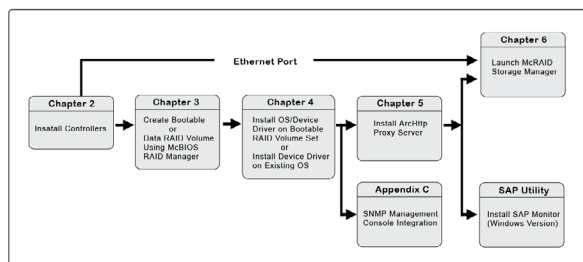 Chapter 6
Launch McRAID
Storage Manager
Ethernet Port
Chapter 2
Insatall Controllers
Chapter 3
Create Bootable
or
Data RAID Volume
Using McBIOS
RAID Manager
Chapter 4
Install OS/Device
Driver on Bootable
RAID Volume Set
or
Install Device Driver
on Existing OS
Chapter 5
Install ArcHttp
Proxy Server
Appendix C
SNMP Management
Console Integration
SAP Utility
Install SAP Monitor
(Windows Version)